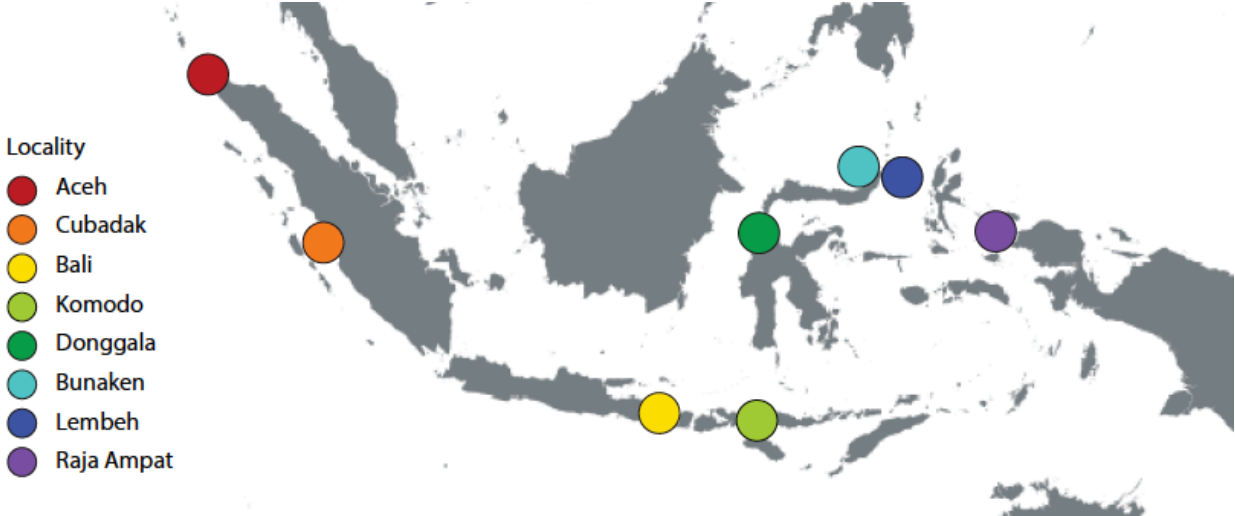 Locality
Aceh
Cubadak
Bali
Komodo
Donggala
Bunaken
Lembeh
Raja Ampat